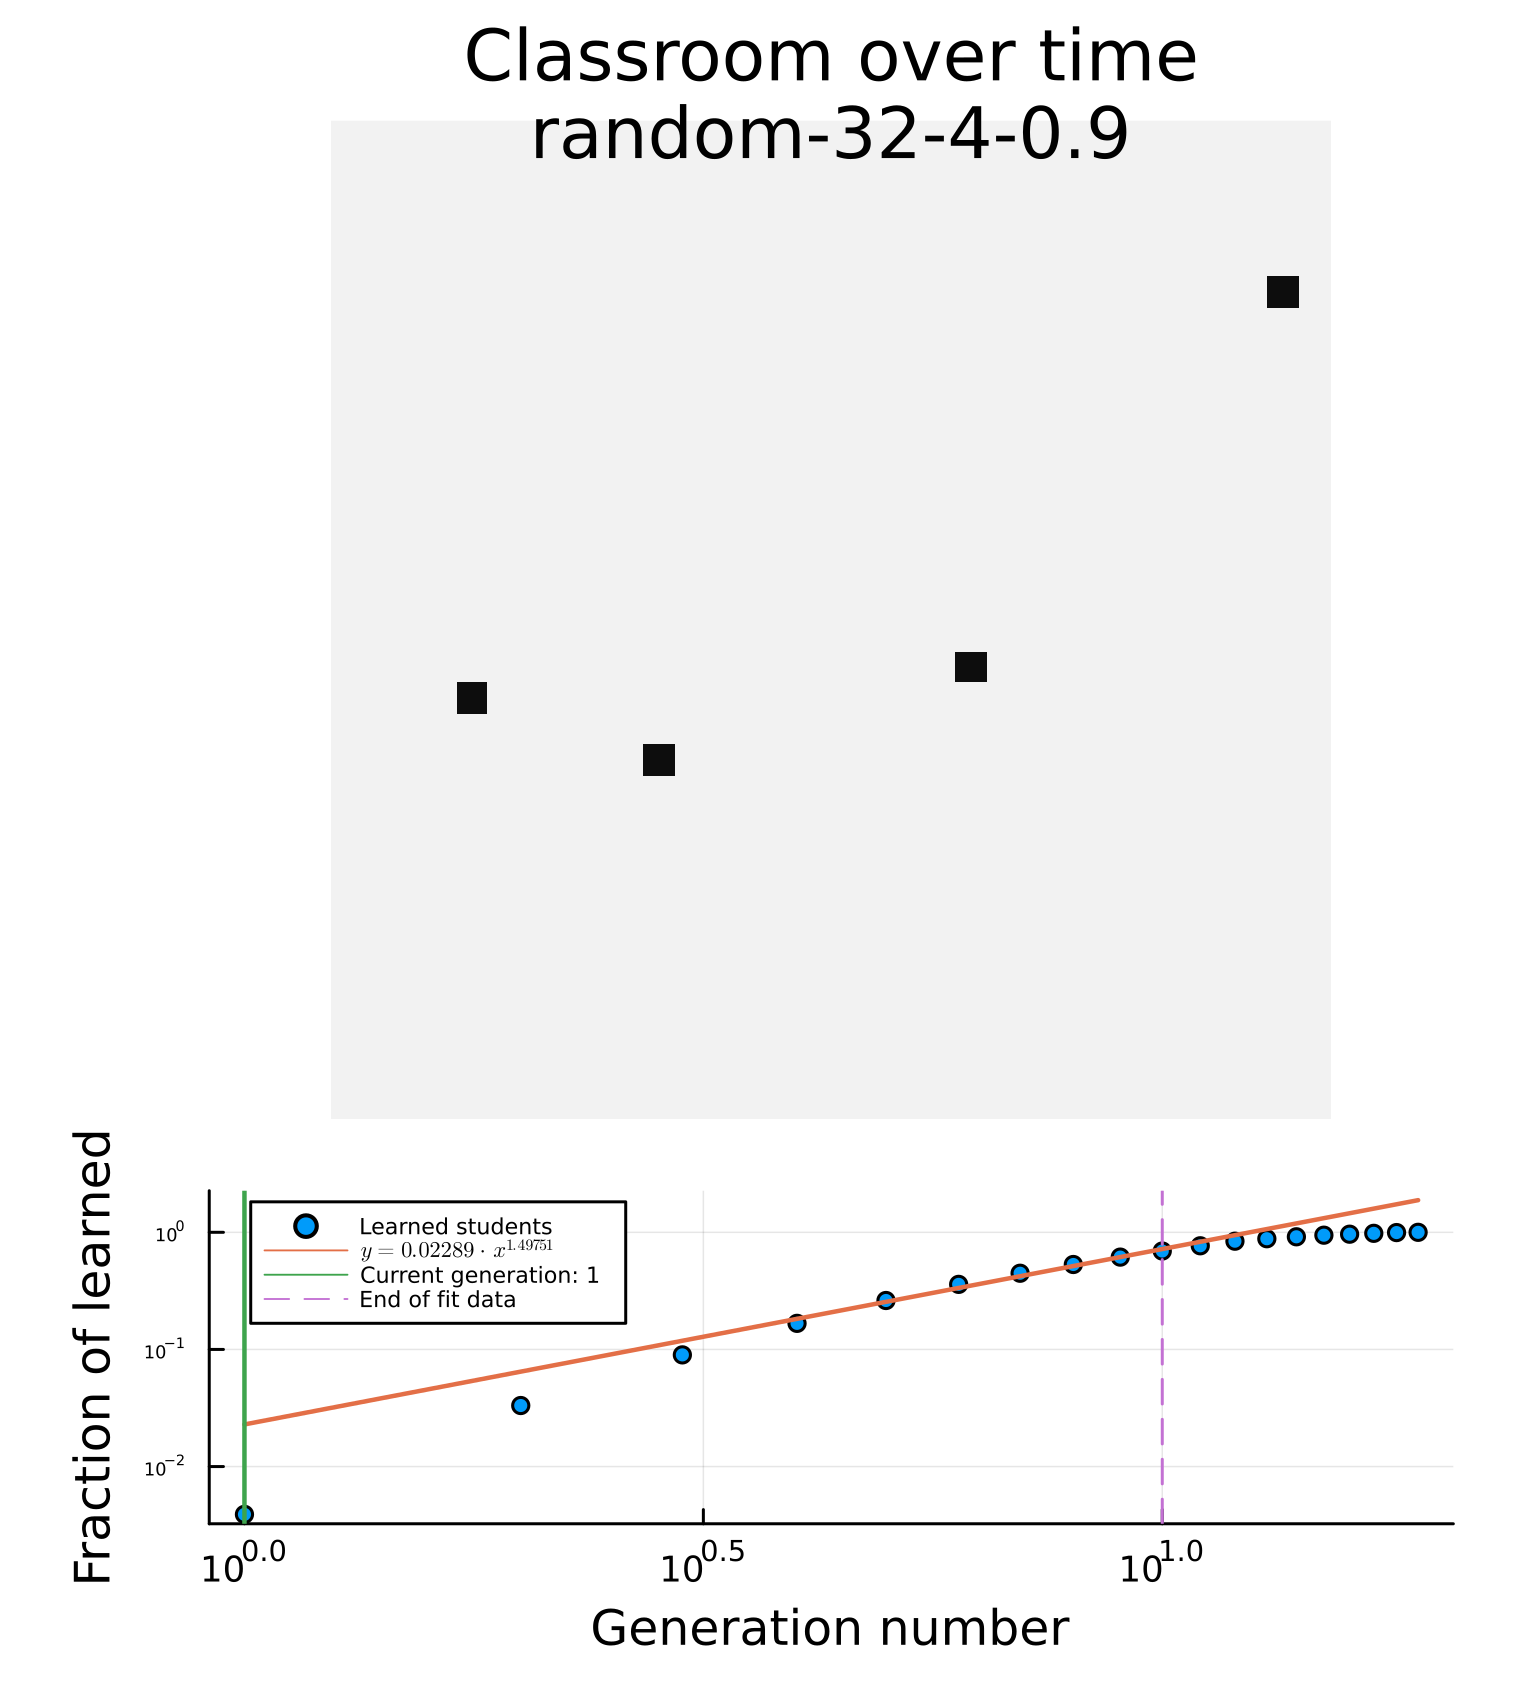 Classroom over time
random-32-4-0.9
Fraction of learned
10⁰
10⁻¹
10⁻²
Learned students
y = 0.02289 · x^1.49751
Current generation: 1
End of fit data
10^0.0
10^0.5
10^1.0
Generation number